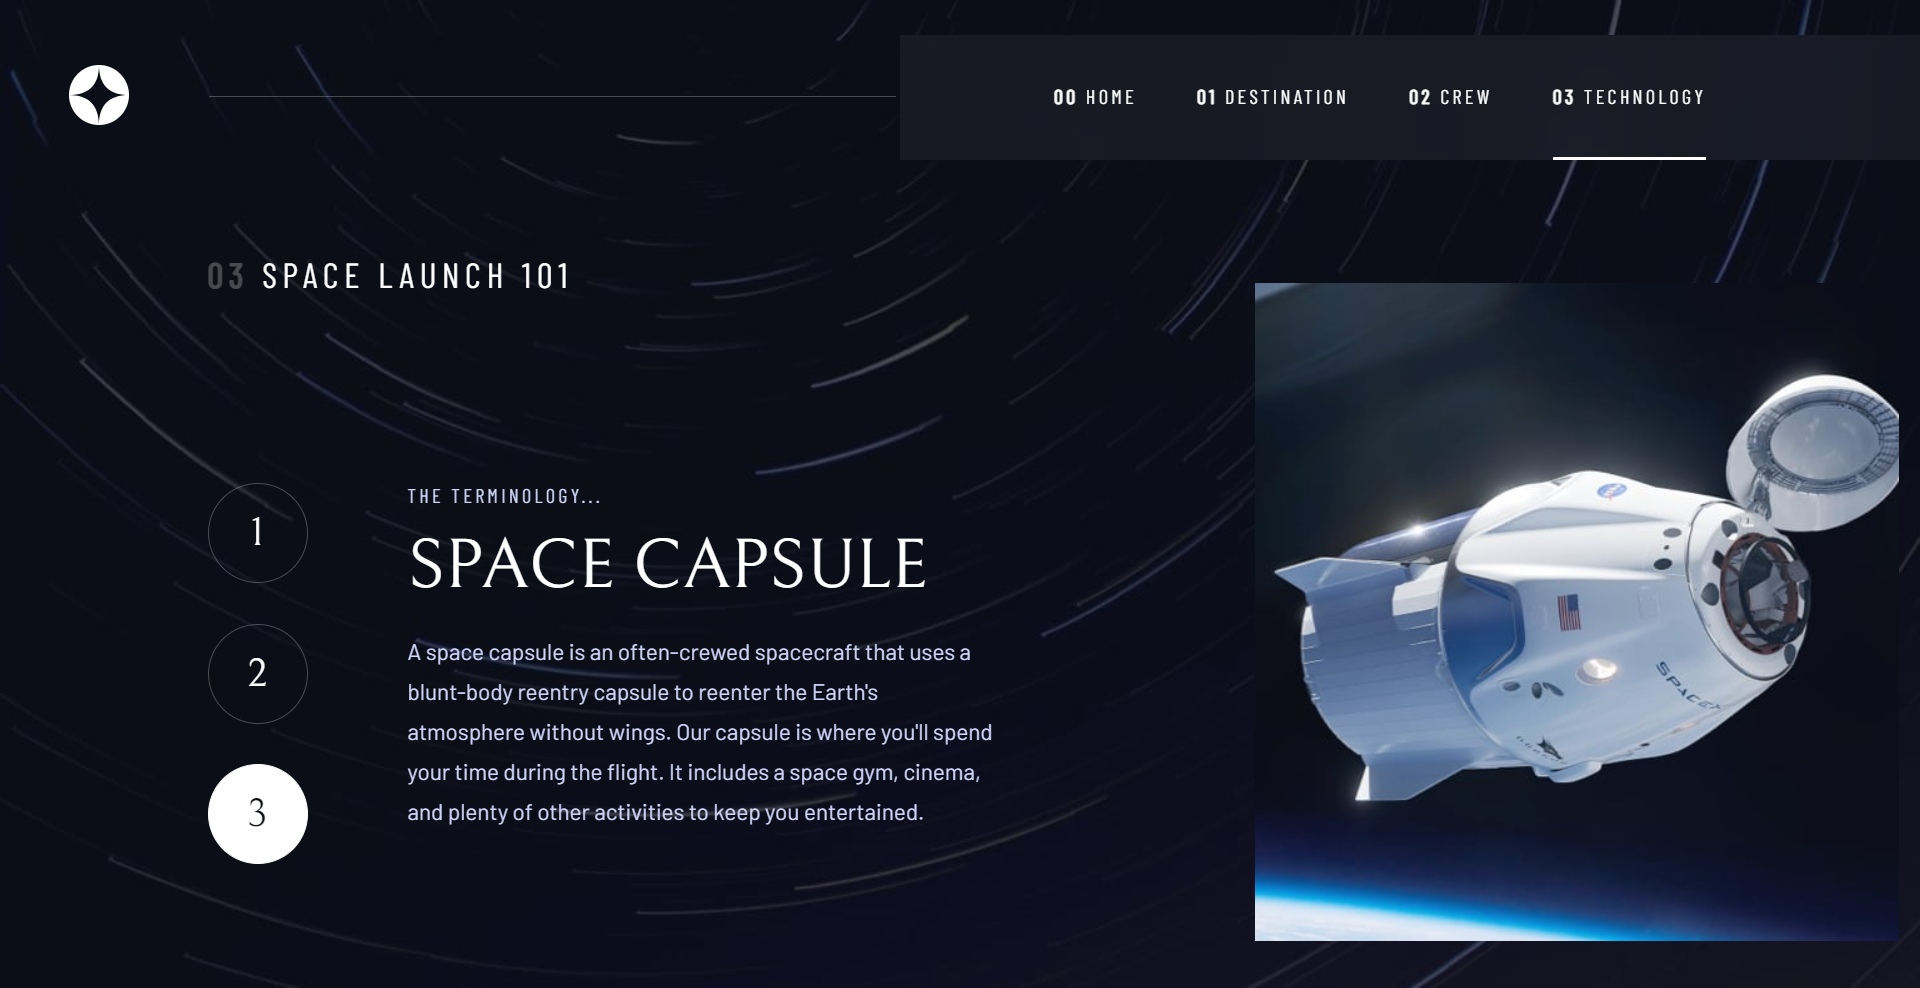 00 HOME 01 DESTINATION 02 CREW 03 TECHNOLOGY
03 SPACE LAUNCH 101
1
2
3
THE TERMINOLOGY...
SPACE CAPSULE
A space capsule is an often-crewed spacecraft that uses a
blunt-body reentry capsule to reenter the Earth's
atmosphere without wings. Our capsule is where you'll spend
your time during the flight. It includes a space gym, cinema,
and plenty of other activities to keep you entertained.
NASA
SPACEX